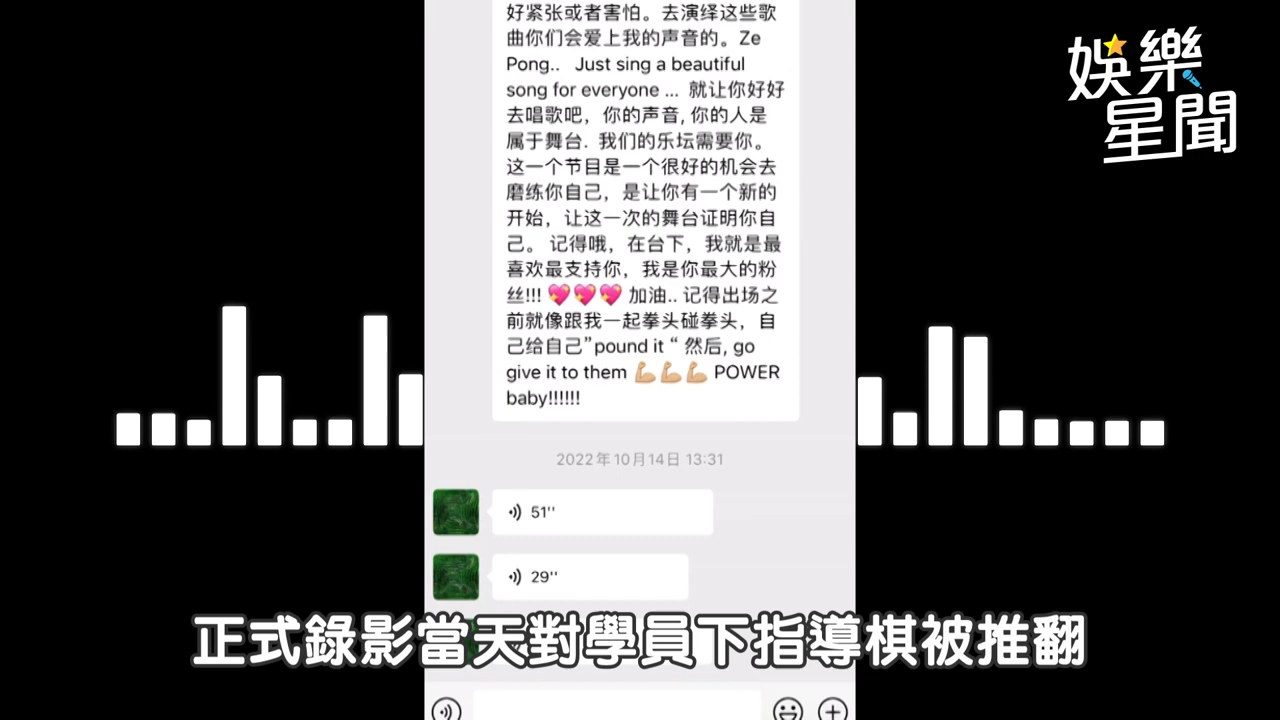 好紧张或者害怕。去演绎这些歌
曲你们会爱上我的声音的。Ze
Pong.. Just sing a beautiful
song for everyone ... 就让你好好
去唱歌吧，你的声音, 你的人是
属于舞台. 我们的乐坛需要你。
这一个节目是一个很好的机会去
磨练你自己，是让你有一个新的
开始，让这一次的舞台证明你自
己。 记得哦，在台下，我就是最
喜欢最支持你，我是你最大的粉
丝!!! 💖💖💖 加油.. 记得出场之
前就像跟我一起拳头碰拳头，自
己给自己”pound it “ 然后, go
give it to them 💪🏼💪🏼💪🏼 POWER
baby!!!!!!
2022年10月14日 13:31
51''
29''
正式錄影當天對學員下指導棋被推翻
娛樂
星聞